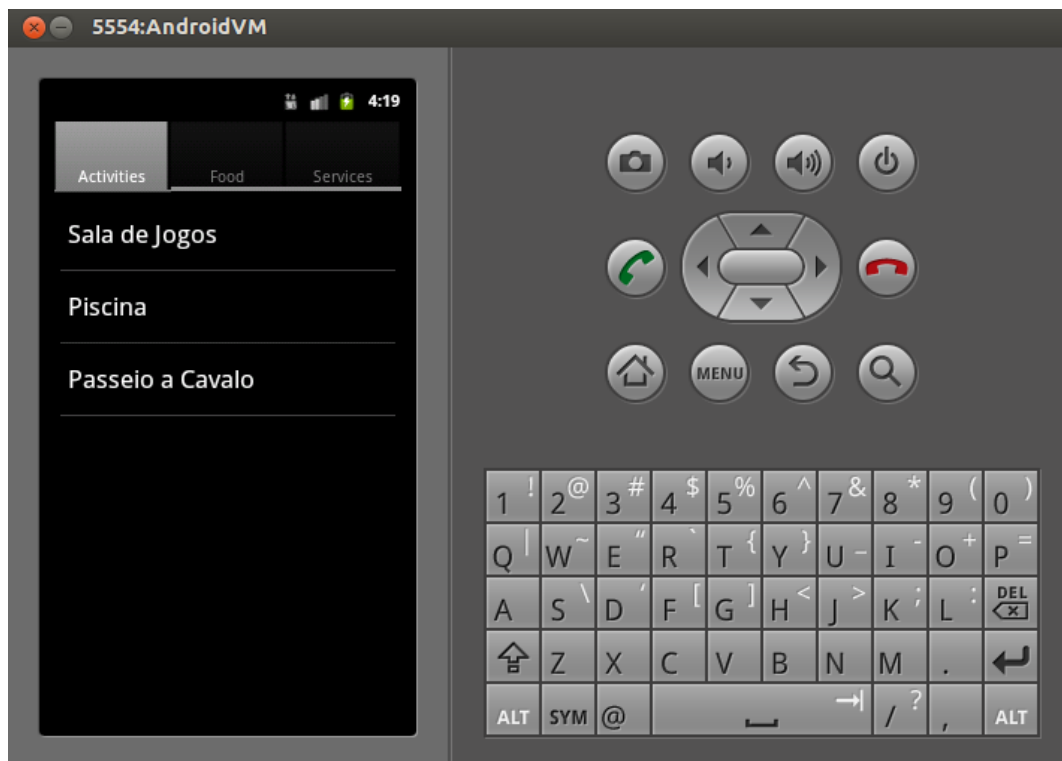 5554:AndroidVM
4:19
Activities Food Services
Sala de Jogos
Piscina
Passeio a Cavalo
MENU
1 ! 2 @ 3 # 4 $ 5 % 6 ^ 7 & 8 * 9 ( 0 )
Q | W ~ E " R ` T { Y } U _ I - O + P =
A S \ D ' F [ G ] H < J > K ; L : DEL
Z X C V B N M .
ALT SYM @ / ? , ALT